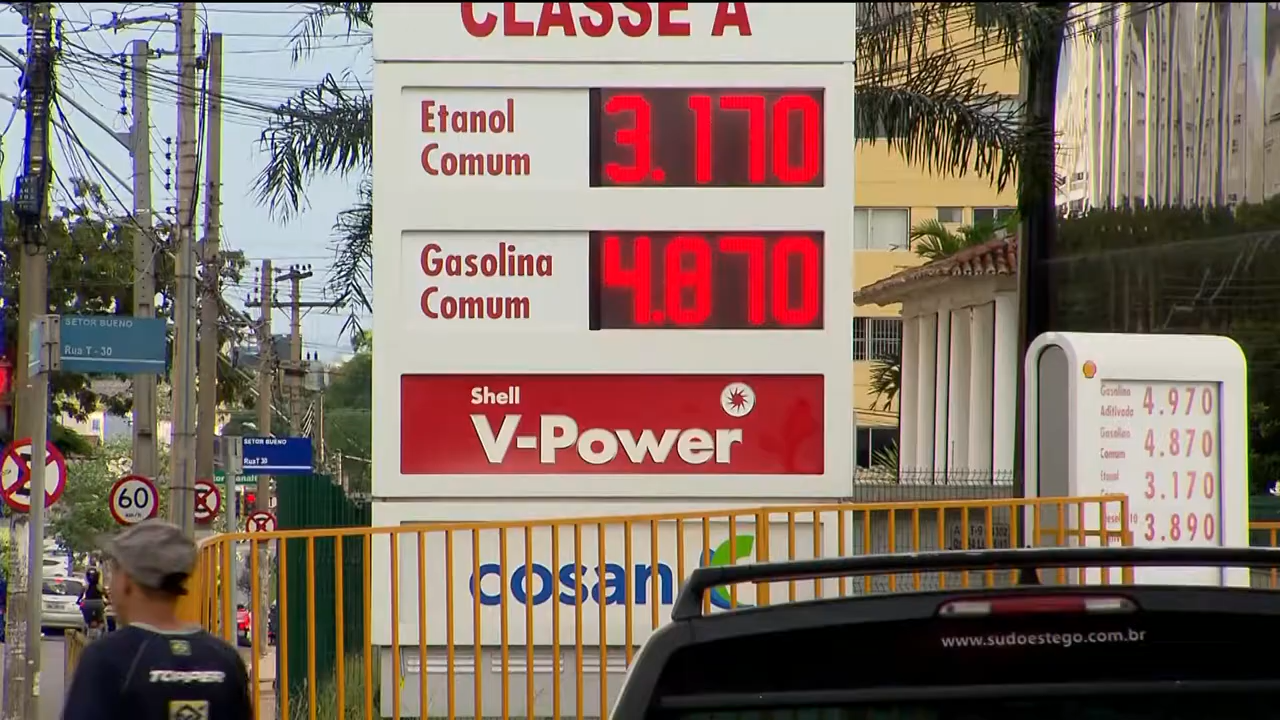 CLASSE A
Etanol
Comum
3.170
Gasolina
Comum
4.870
Shell
V-Power
cosan
SETOR BUENO
Rua T - 30
SETOR BUENO
Rua T 30
60
km/h
Gasolina
Aditivada
4.970
Gasolina
Comum
4.870
Etanol
3.170
3.890
www.sudoestego.com.br
TOPPER